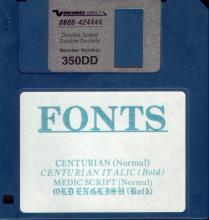 VIKING DIRECT
0800-424444
Double Sided
Double Density
Reorder Number
350DD
FONTS
CENTURIAN (Normal)
CENTURIAN ITALIC (Bold)
MEDIC SCRIPT (Normal)
OLD ENGLISH (Bold)